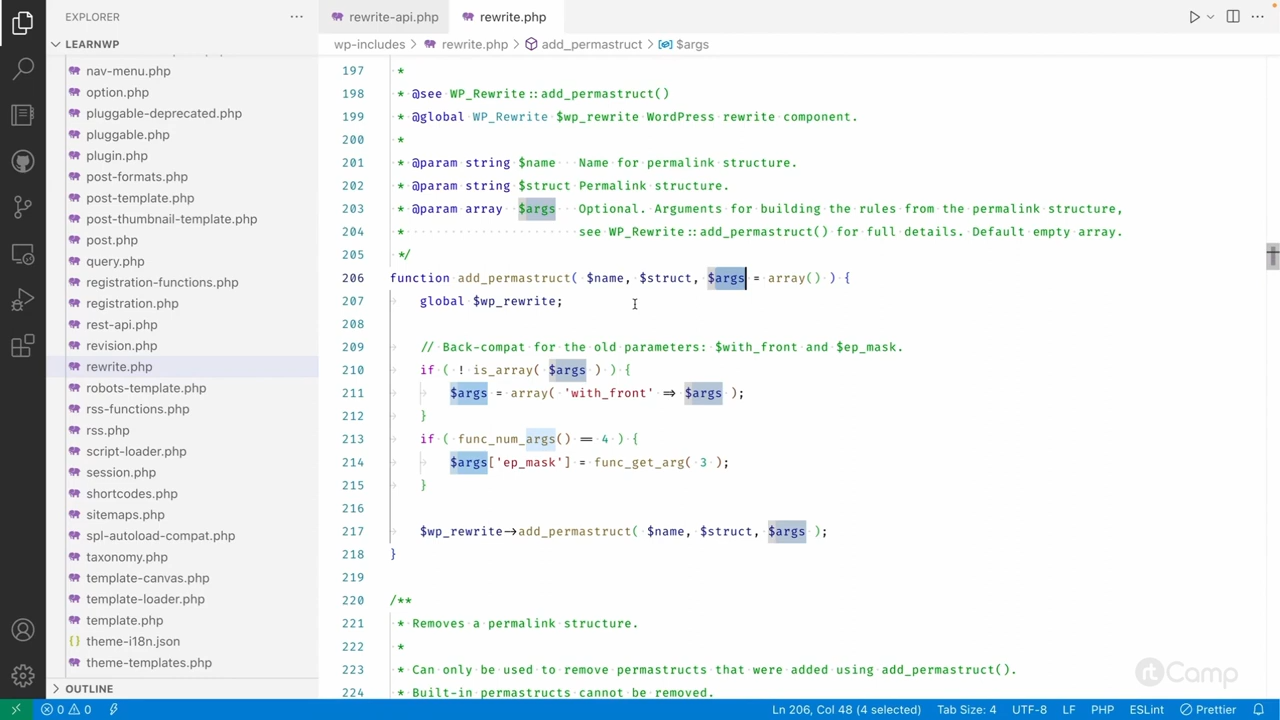 EXPLORER
LEARNWP
nav-menu.php
option.php
pluggable-deprecated.php
pluggable.php
plugin.php
post-formats.php
post-template.php
post-thumbnail-template.php
post.php
query.php
registration-functions.php
registration.php
rest-api.php
revision.php
rewrite.php
robots-template.php
rss-functions.php
rss.php
script-loader.php
session.php
shortcodes.php
sitemaps.php
spl-autoload-compat.php
taxonomy.php
template-canvas.php
template-loader.php
template.php
{} theme-i18n.json
theme-templates.php
OUTLINE
rewrite-api.php rewrite.php
wp-includes > rewrite.php > add_permastruct > $args
197 *
198 * @see WP_Rewrite::add_permastruct()
199 * @global WP_Rewrite $wp_rewrite WordPress rewrite component.
200 *
201 * @param string $name Name for permalink structure.
202 * @param string $struct Permalink structure.
203 * @param array $args Optional. Arguments for building the rules from the permalink structure,
204 * see WP_Rewrite::add_permastruct() for full details. Default empty array.
205 */
206 function add_permastruct( $name, $struct, $args = array() ) {
207 global $wp_rewrite;
208
209 // Back-compat for the old parameters: $with_front and $ep_mask.
210 if ( ! is_array( $args ) ) {
211 $args = array( 'with_front' => $args );
212 }
213 if ( func_num_args() == 4 ) {
214 $args['ep_mask'] = func_get_arg( 3 );
215 }
216
217 $wp_rewrite->add_permastruct( $name, $struct, $args );
218 }
219
220 /**
221 * Removes a permalink structure.
222 *
223 * Can only be used to remove permastructs that were added using add_permastruct().
224 * Built-in permastructs cannot be removed.
rtCamp
0 0 Ln 206, Col 48 (4 selected) Tab Size: 4 UTF-8 LF PHP ESLint Prettier